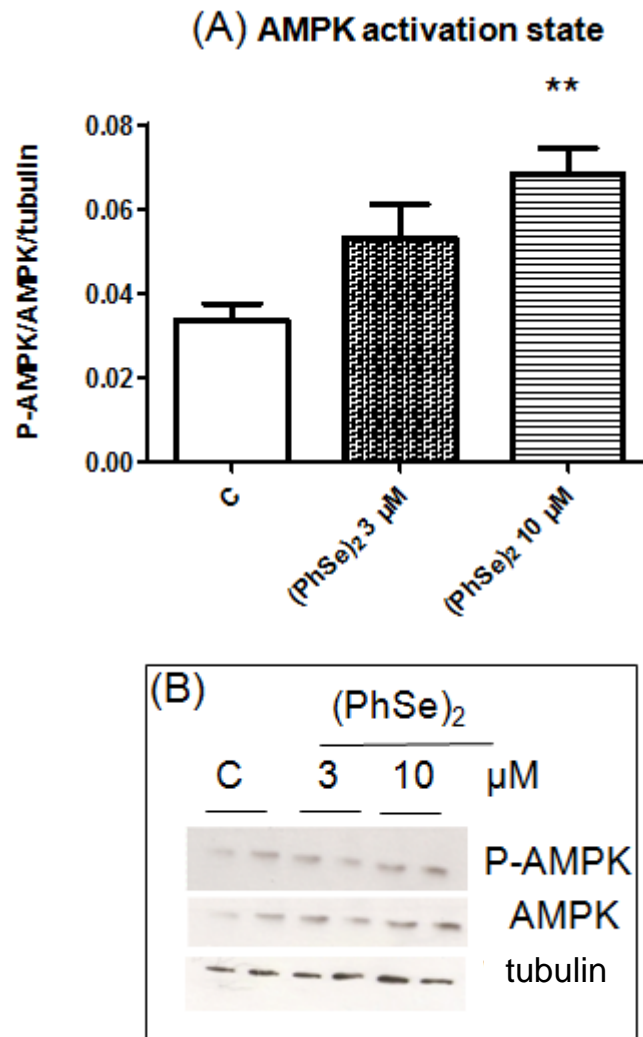 (A) AMPK activation state
**
P-AMPK/AMPK/tubulin
0.08
0.06
0.04
0.02
0.00
C
(PhSe)₂ 3 µM
(PhSe)₂ 10 µM
(B)
(PhSe)₂
C 3 10 µM
P-AMPK
AMPK
tubulin